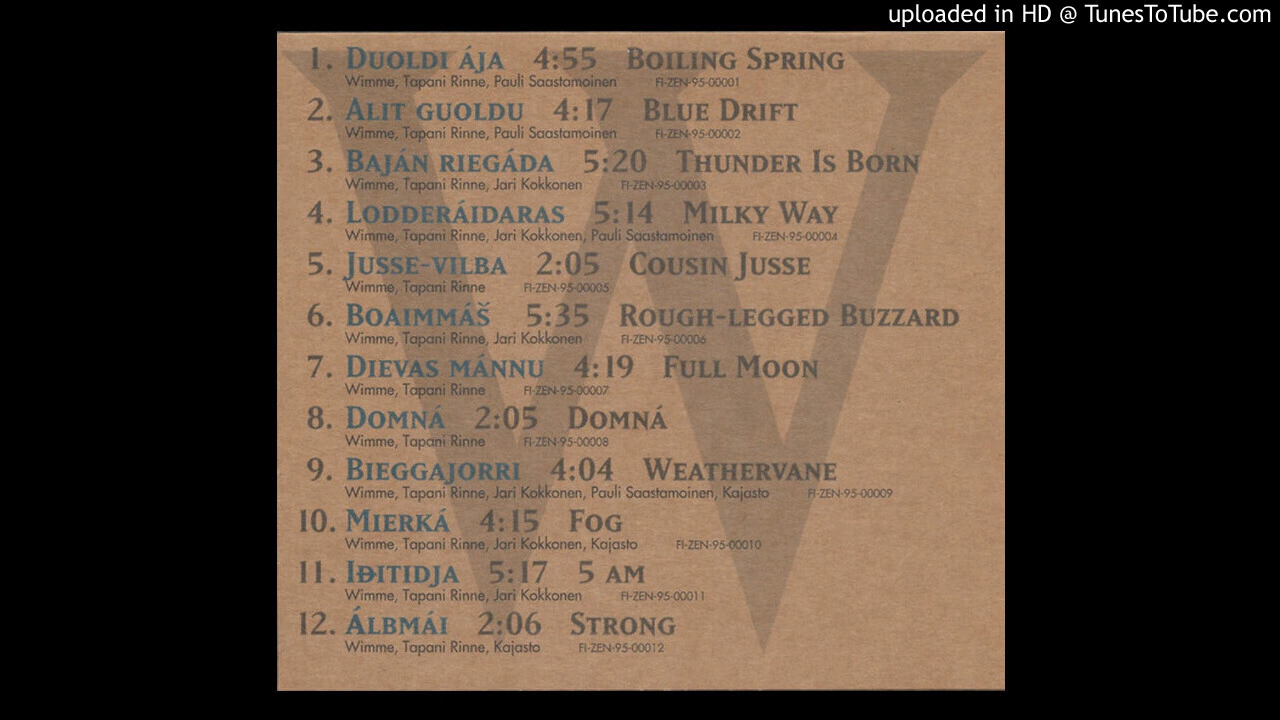 uploaded in HD @ TunesToTube.com
1. Duoldi ája 4:55 Boiling Spring
Wimme, Tapani Rinne, Pauli Saastamoinen FI-ZEN-95-00001
2. Alit guoldu 4:17 Blue Drift
Wimme, Tapani Rinne, Pauli Saastamoinen FI-ZEN-95-00002
3. Baján riegáda 5:20 Thunder Is Born
Wimme, Tapani Rinne, Jari Kokkonen FI-ZEN-95-00003
4. Lodderáidaras 5:14 Milky Way
Wimme, Tapani Rinne, Jari Kokkonen, Pauli Saastamoinen FI-ZEN-95-00004
5. Jusse-vilba 2:05 Cousin Jusse
Wimme, Tapani Rinne FI-ZEN-95-00005
6. Boaimmáš 5:35 Rough-legged Buzzard
Wimme, Tapani Rinne, Jari Kokkonen FI-ZEN-95-00006
7. Dievas mánnu 4:19 Full Moon
Wimme, Tapani Rinne FI-ZEN-95-00007
8. Domná 2:05 Domná
Wimme, Tapani Rinne FI-ZEN-95-00008
9. Bieggajorri 4:04 Weathervane
Wimme, Tapani Rinne, Jari Kokkonen, Pauli Saastamoinen, Kajasto FI-ZEN-95-00009
10. Mierká 4:15 Fog
Wimme, Tapani Rinne, Jari Kokkonen, Kajasto FI-ZEN-95-00010
11. Iđitidja 5:17 5 am
Wimme, Tapani Rinne, Jari Kokkonen FI-ZEN-95-00011
12. Álbmái 2:06 Strong
Wimme, Tapani Rinne, Kajasto FI-ZEN-95-00012